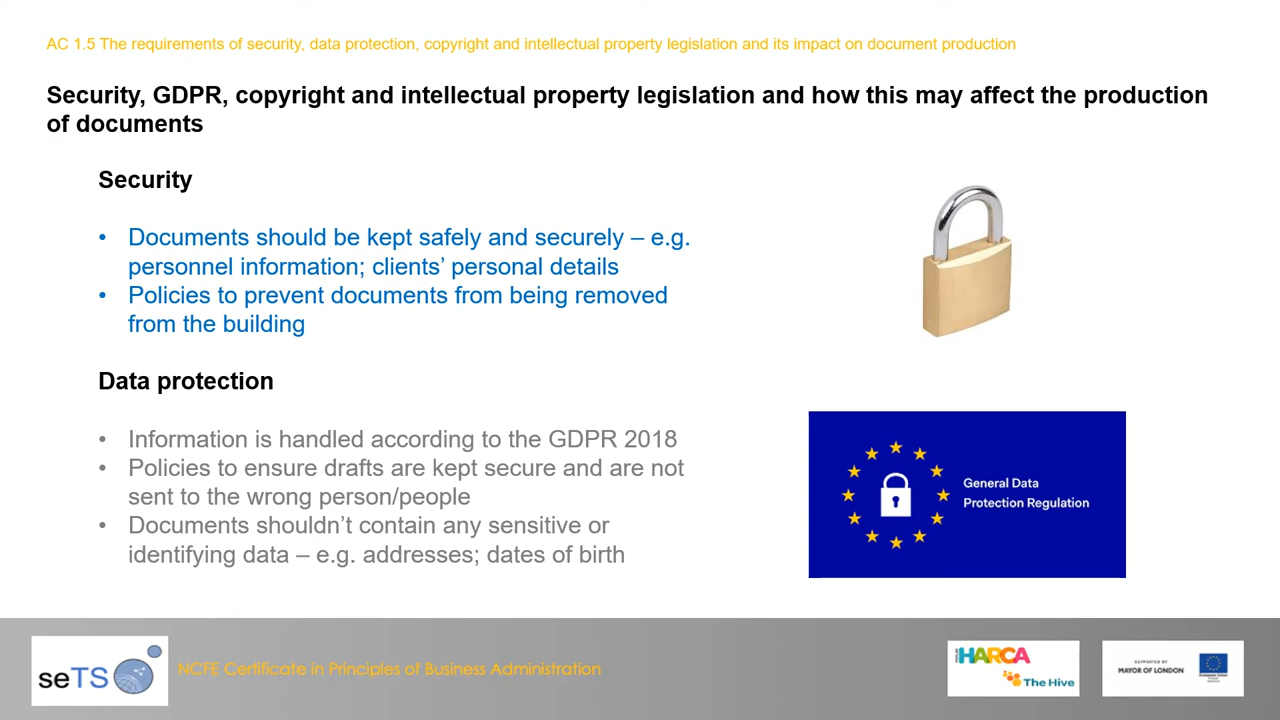 AC 1.5 The requirements of security, data protection, copyright and intellectual property legislation and its impact on document production
Security, GDPR, copyright and intellectual property legislation and how this may affect the production
of documents
Security
• Documents should be kept safely and securely – e.g.
personnel information; clients’ personal details
• Policies to prevent documents from being removed
from the building
Data protection
• Information is handled according to the GDPR 2018
• Policies to ensure drafts are kept secure and are not
sent to the wrong person/people
• Documents shouldn’t contain any sensitive or
identifying data – e.g. addresses; dates of birth
General Data
Protection Regulation
seTS
NCFE Certificate in Principles of Business Administration
HARCA
The Hive
SUPPORTED BY
MAYOR OF LONDON
European Union